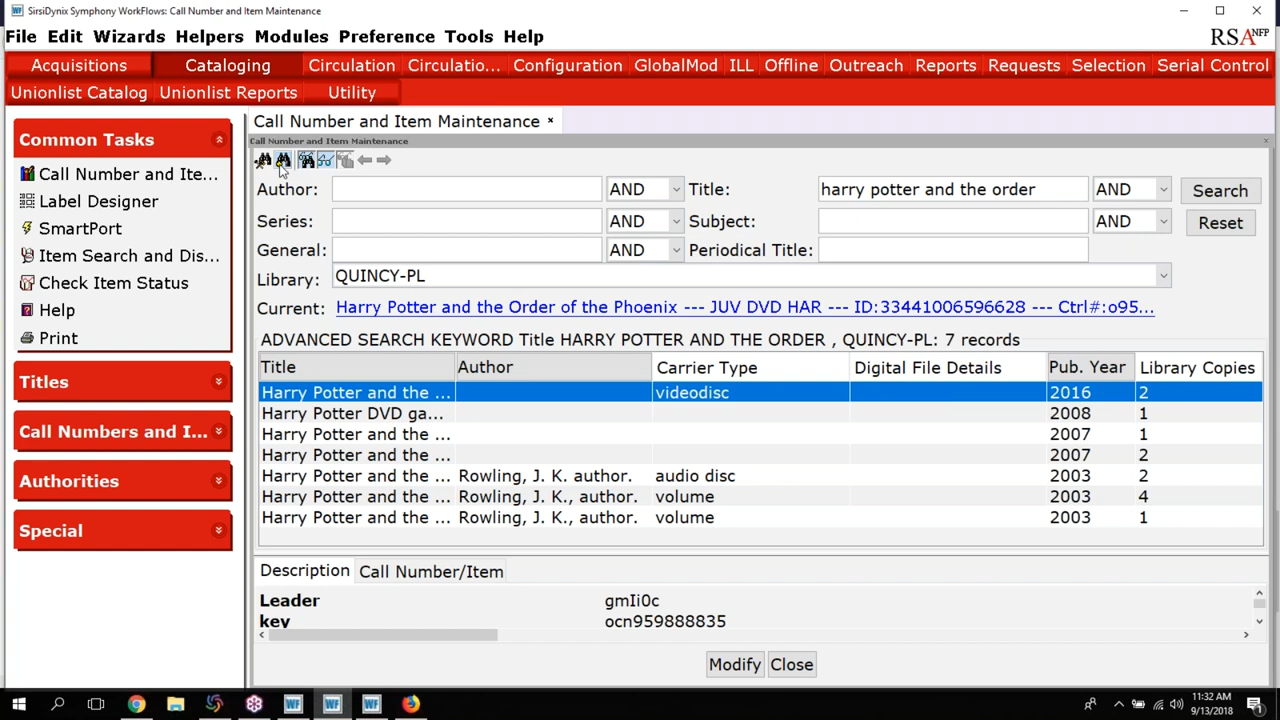 SirsiDynix Symphony WorkFlows: Call Number and Item Maintenance
File Edit Wizards Helpers Modules Preference Tools Help
RSA NFP
Acquisitions Cataloging Circulation Circulatio... Configuration GlobalMod ILL Offline Outreach Reports Requests Selection Serial Control
Unionlist Catalog Unionlist Reports Utility
Common Tasks
Call Number and Ite...
Label Designer
SmartPort
Item Search and Dis...
Check Item Status
Help
Print
Titles
Call Numbers and I...
Authorities
Special
Call Number and Item Maintenance ×
Call Number and Item Maintenance
Author: AND Title: harry potter and the order AND Search
Series: AND Subject: AND Reset
General: AND Periodical Title:
Library: QUINCY-PL
Current: Harry Potter and the Order of the Phoenix --- JUV DVD HAR --- ID:33441006596628 --- Ctrl#:o95...
ADVANCED SEARCH KEYWORD Title HARRY POTTER AND THE ORDER , QUINCY-PL: 7 records
Title Author Carrier Type Digital File Details Pub. Year Library Copies
Harry Potter and the ... videodisc 2016 2
Harry Potter DVD ga... 2008 1
Harry Potter and the ... 2007 1
Harry Potter and the ... 2007 2
Harry Potter and the ... Rowling, J. K. author. audio disc 2003 2
Harry Potter and the ... Rowling, J. K., author. volume 2003 4
Harry Potter and the ... Rowling, J. K., author. volume 2003 1
Description Call Number/Item
Leader gmIi0c
key ocn959888835
Modify Close
WF WF WF
11:32 AM
9/13/2018